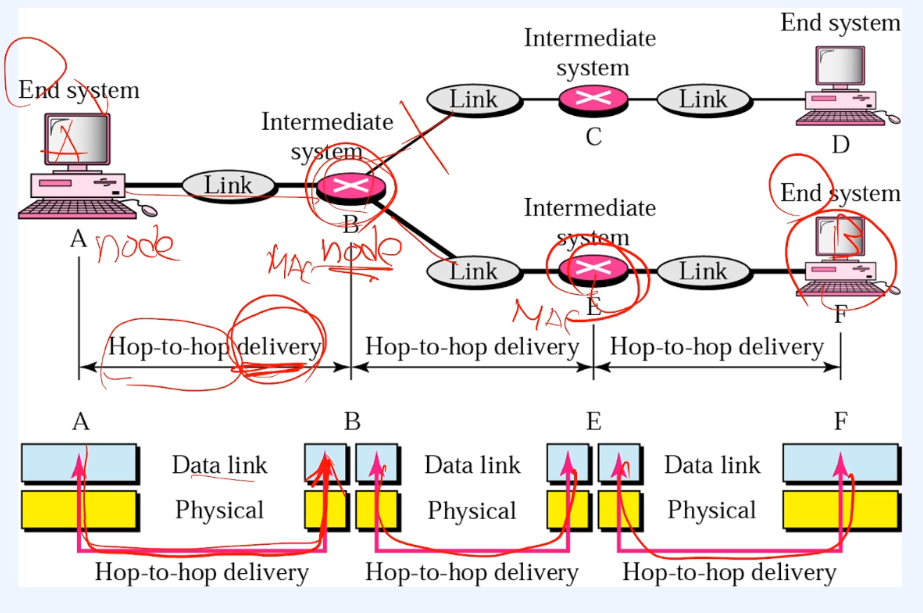 End system
Intermediate
system
End system
Link
Link
C
D
Intermediate
system
A
Link
B
A
node
MAC
node
Intermediate
system
End system
B
Link
Link
E
F
MAC
Hop-to-hop delivery
Hop-to-hop delivery
Hop-to-hop delivery
A
B
E
F
Data link
Data link
Data link
Physical
Physical
Physical
Hop-to-hop delivery
Hop-to-hop delivery
Hop-to-hop delivery